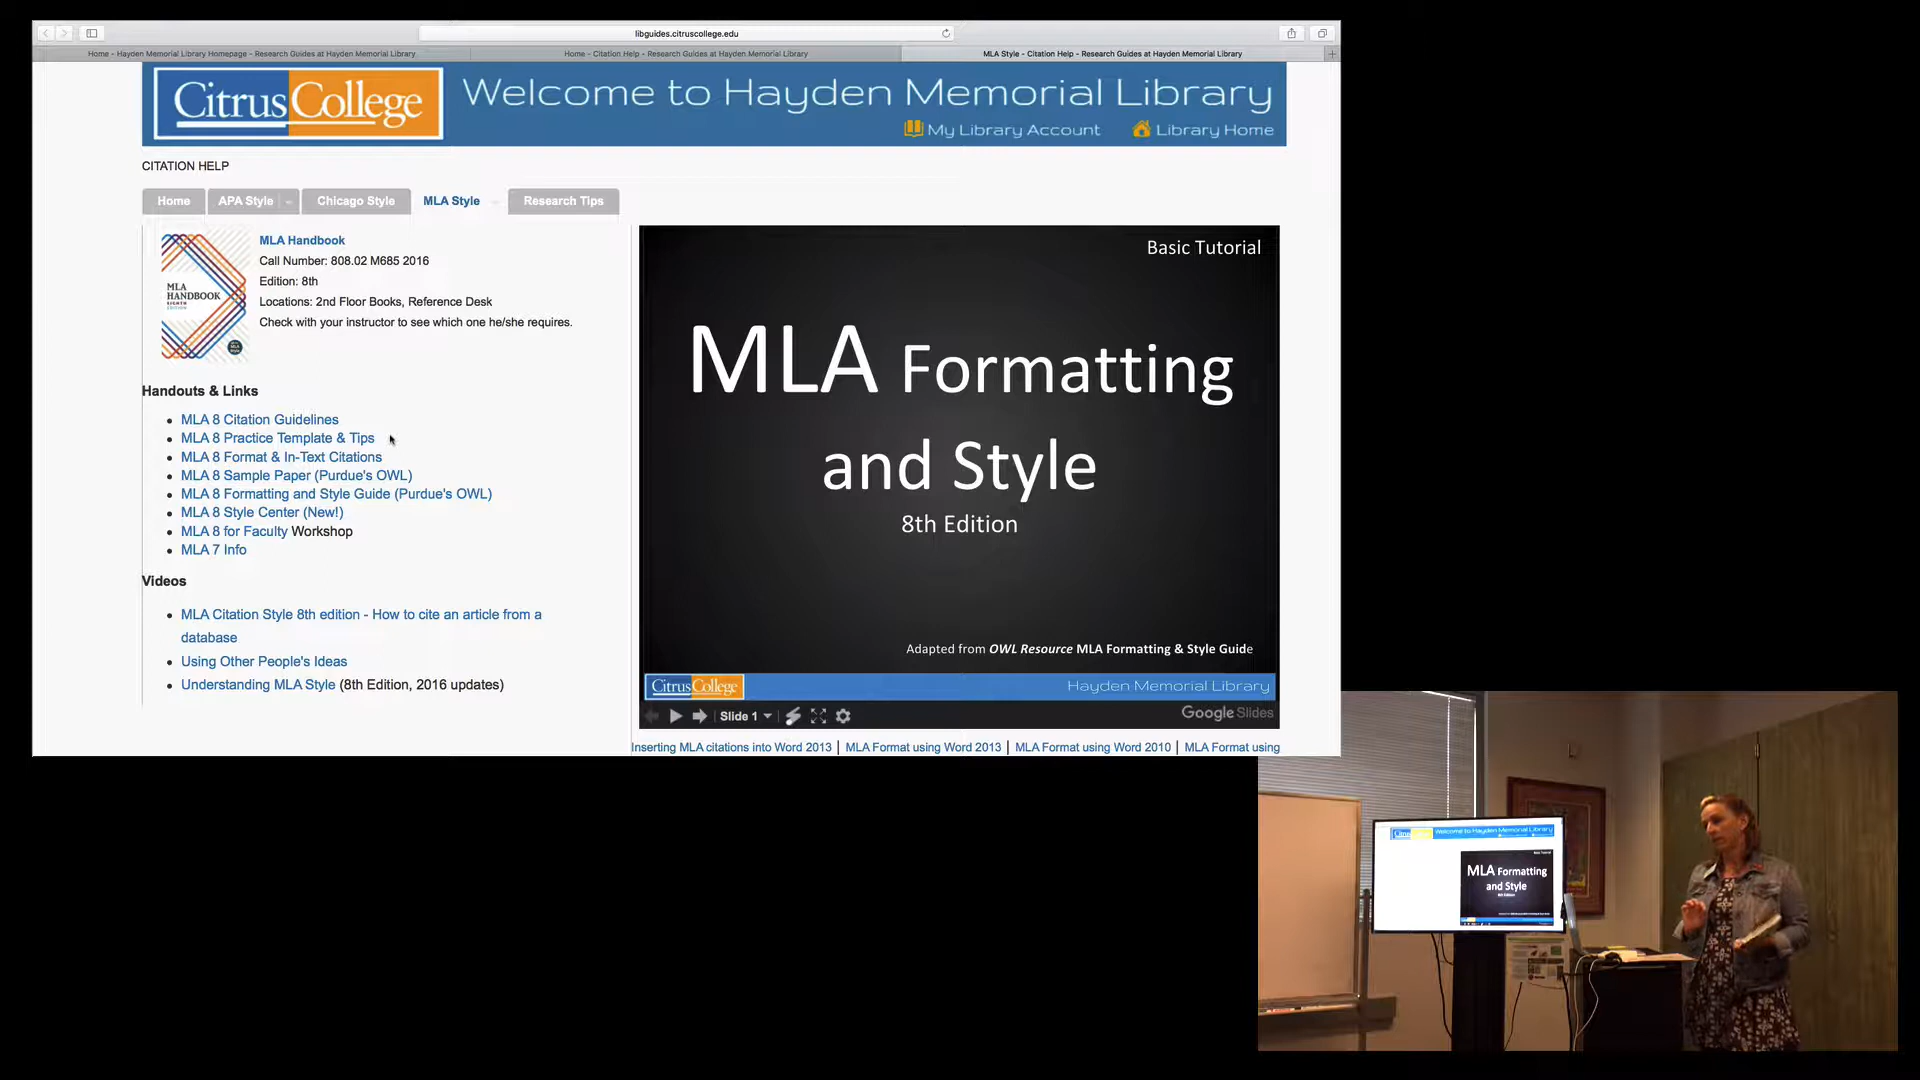 libguides.citruscollege.edu
Home - Hayden Memorial Library Homepage - Research Guides at Hayden Memorial Library
Home - Citation Help - Research Guides at Hayden Memorial Library
MLA Style - Citation Help - Research Guides at Hayden Memorial Library
CitrusCollege
Welcome to Hayden Memorial Library
My Library Account
Library Home
CITATION HELP
Home
APA Style
Chicago Style
MLA Style
Research Tips
MLA
HANDBOOK
EIGHTH
EDITION
MLA Handbook
Call Number: 808.02 M685 2016
Edition: 8th
Locations: 2nd Floor Books, Reference Desk
Check with your instructor to see which one he/she requires.
Handouts & Links
MLA 8 Citation Guidelines
MLA 8 Practice Template & Tips
MLA 8 Format & In-Text Citations
MLA 8 Sample Paper (Purdue's OWL)
MLA 8 Formatting and Style Guide (Purdue's OWL)
MLA 8 Style Center (New!)
MLA 8 for Faculty Workshop
MLA 7 Info
Videos
MLA Citation Style 8th edition - How to cite an article from a
database
Using Other People's Ideas
Understanding MLA Style (8th Edition, 2016 updates)
Basic Tutorial
MLA Formatting
and Style
8th Edition
Adapted from OWL Resource MLA Formatting & Style Guide
CitrusCollege
Hayden Memorial Library
Slide 1
Google Slides
Inserting MLA citations into Word 2013 | MLA Format using Word 2013 | MLA Format using Word 2010 | MLA Format using
Welcome to Hayden Memorial Library
MLA Formatting
and Style